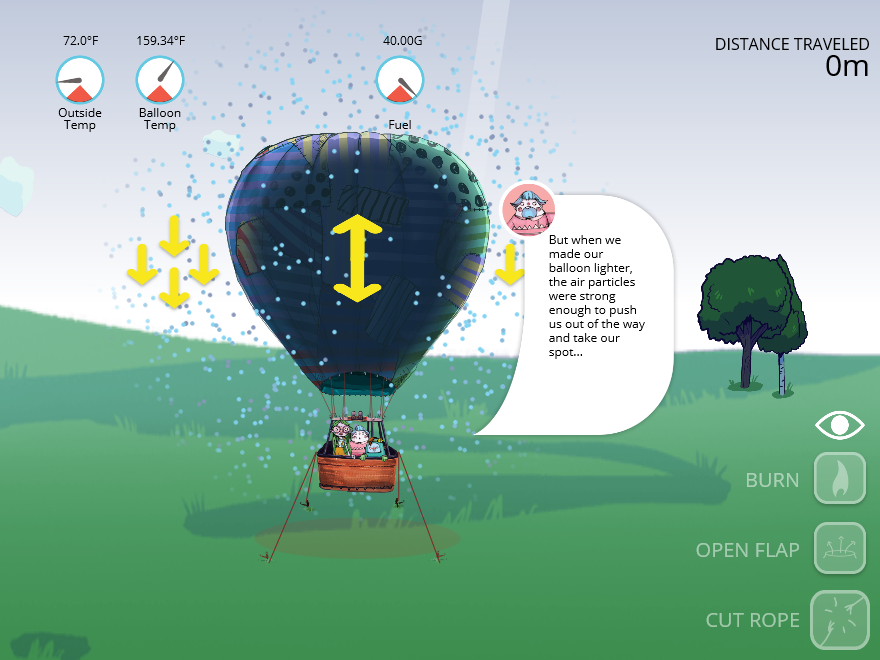 72.0°F
159.34°F
40.00G
DISTANCE TRAVELED
0m
Outside
Temp
Balloon
Temp
Fuel
But when we
made our
balloon lighter,
the air particles
were strong
enough to push
us out of the way
and take our
spot...
BURN
OPEN FLAP
CUT ROPE